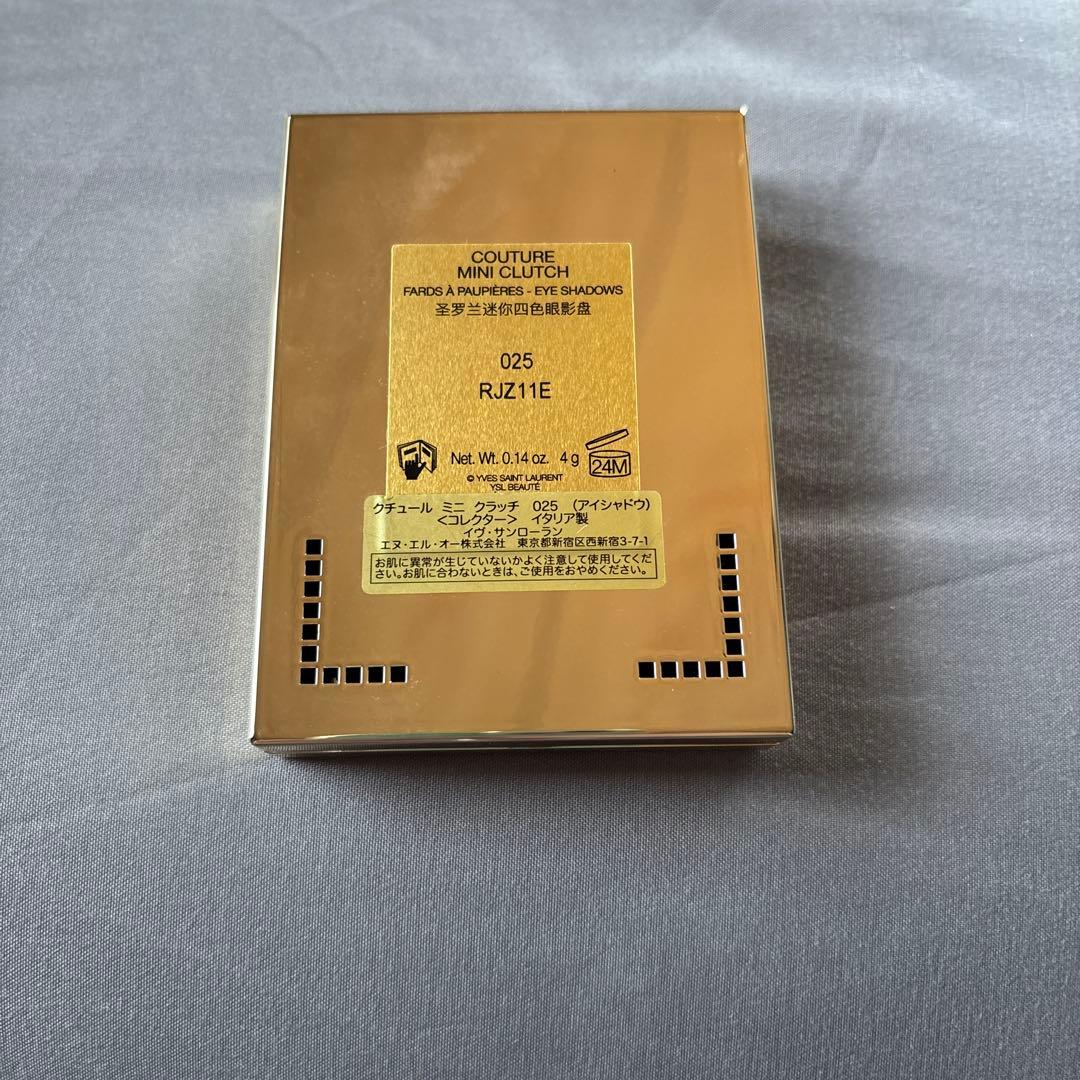 COUTURE
MINI CLUTCH
FARDS À PAUPIÈRES - EYE SHADOWS
圣罗兰迷你四色眼影盘
025
RJZ11E
Net. Wt. 0.14 oz. 4 g
24M
© YVES SAINT LAURENT
YSL BEAUTÉ
クチュール ミニ クラッチ 025 (アイシャドウ)
<コレクター> イタリア製
イヴ・サンローラン
エヌ・エル・オー株式会社 東京都新宿区西新宿3-7-1
お肌に異常が生じていないかよく注意して使用してくだ
さい。お肌に合わないときは、ご使用をおやめください。